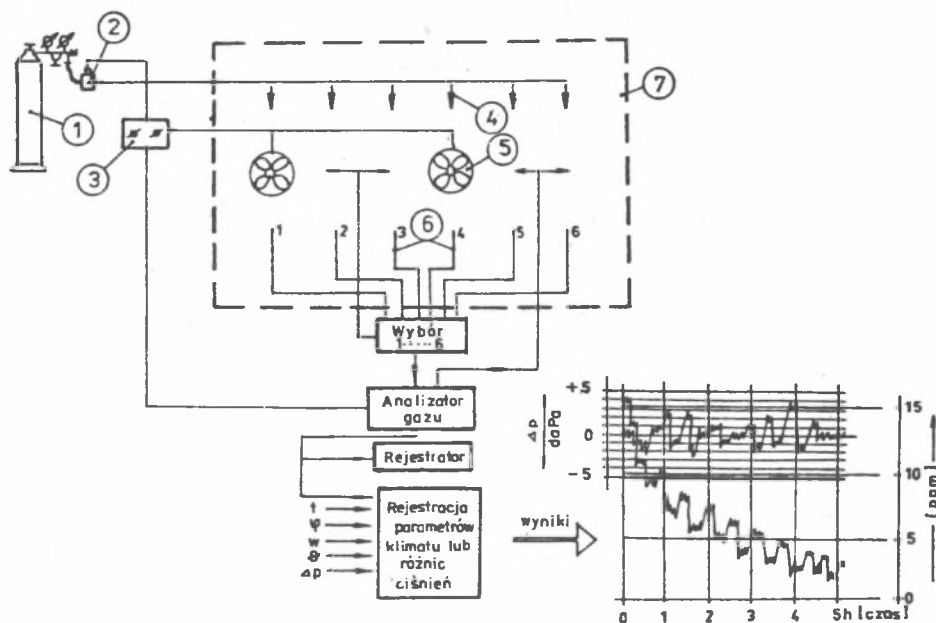 2
7
1
4
3
5
6
1 2 3 4 5 6
Wybór
1-----6
Analizator
gazu
Rejestrator
Rejestracja
parametrów
klimatu lub
różnic
ciśnień
t
φ
w
Δp
wyniki
Δp
daPa
+5
0
-5
15
10
5
0
[ppm]
0 1 2 3 4 5h [czas]